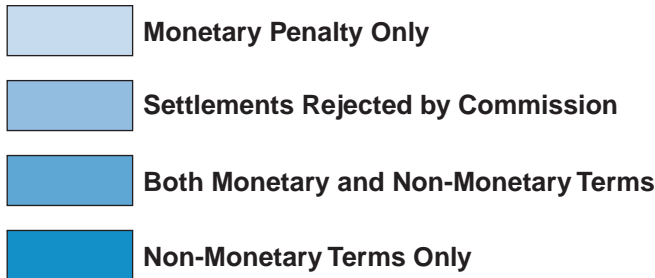 Monetary Penalty Only
Settlements Rejected by Commission
Both Monetary and Non-Monetary Terms
Non-Monetary Terms Only